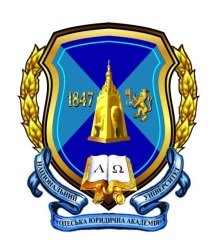 1847
Λ Ω
НАЦІОНАЛЬНИЙ УНІВЕРСИТЕТ
"ОДЕСЬКА ЮРИДИЧНА АКАДЕМІЯ"